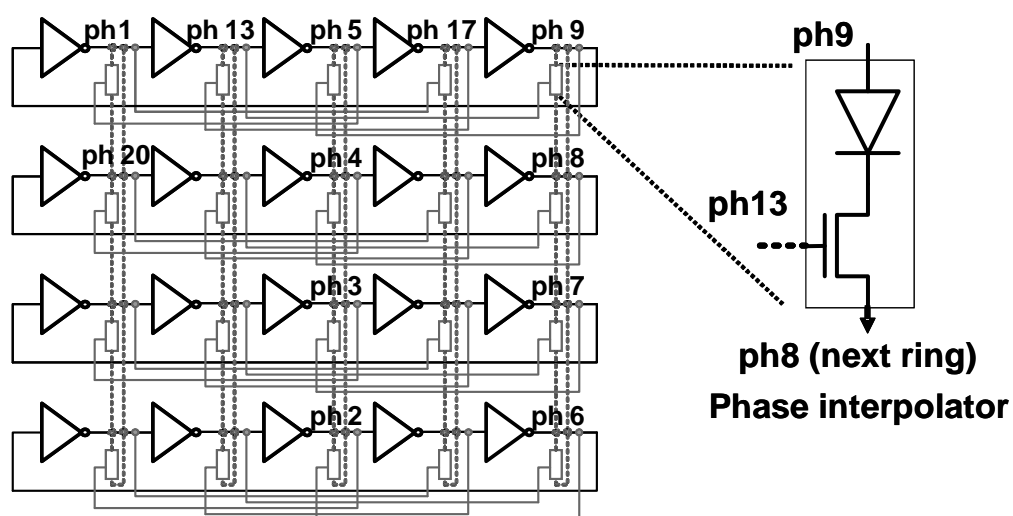 ph1 ph 13 ph 5 ph 17 ph 9
ph 20 ph 4 ph 8
ph 3 ph 7
ph 2 ph 6
ph9
ph13
ph8 (next ring)
Phase interpolator